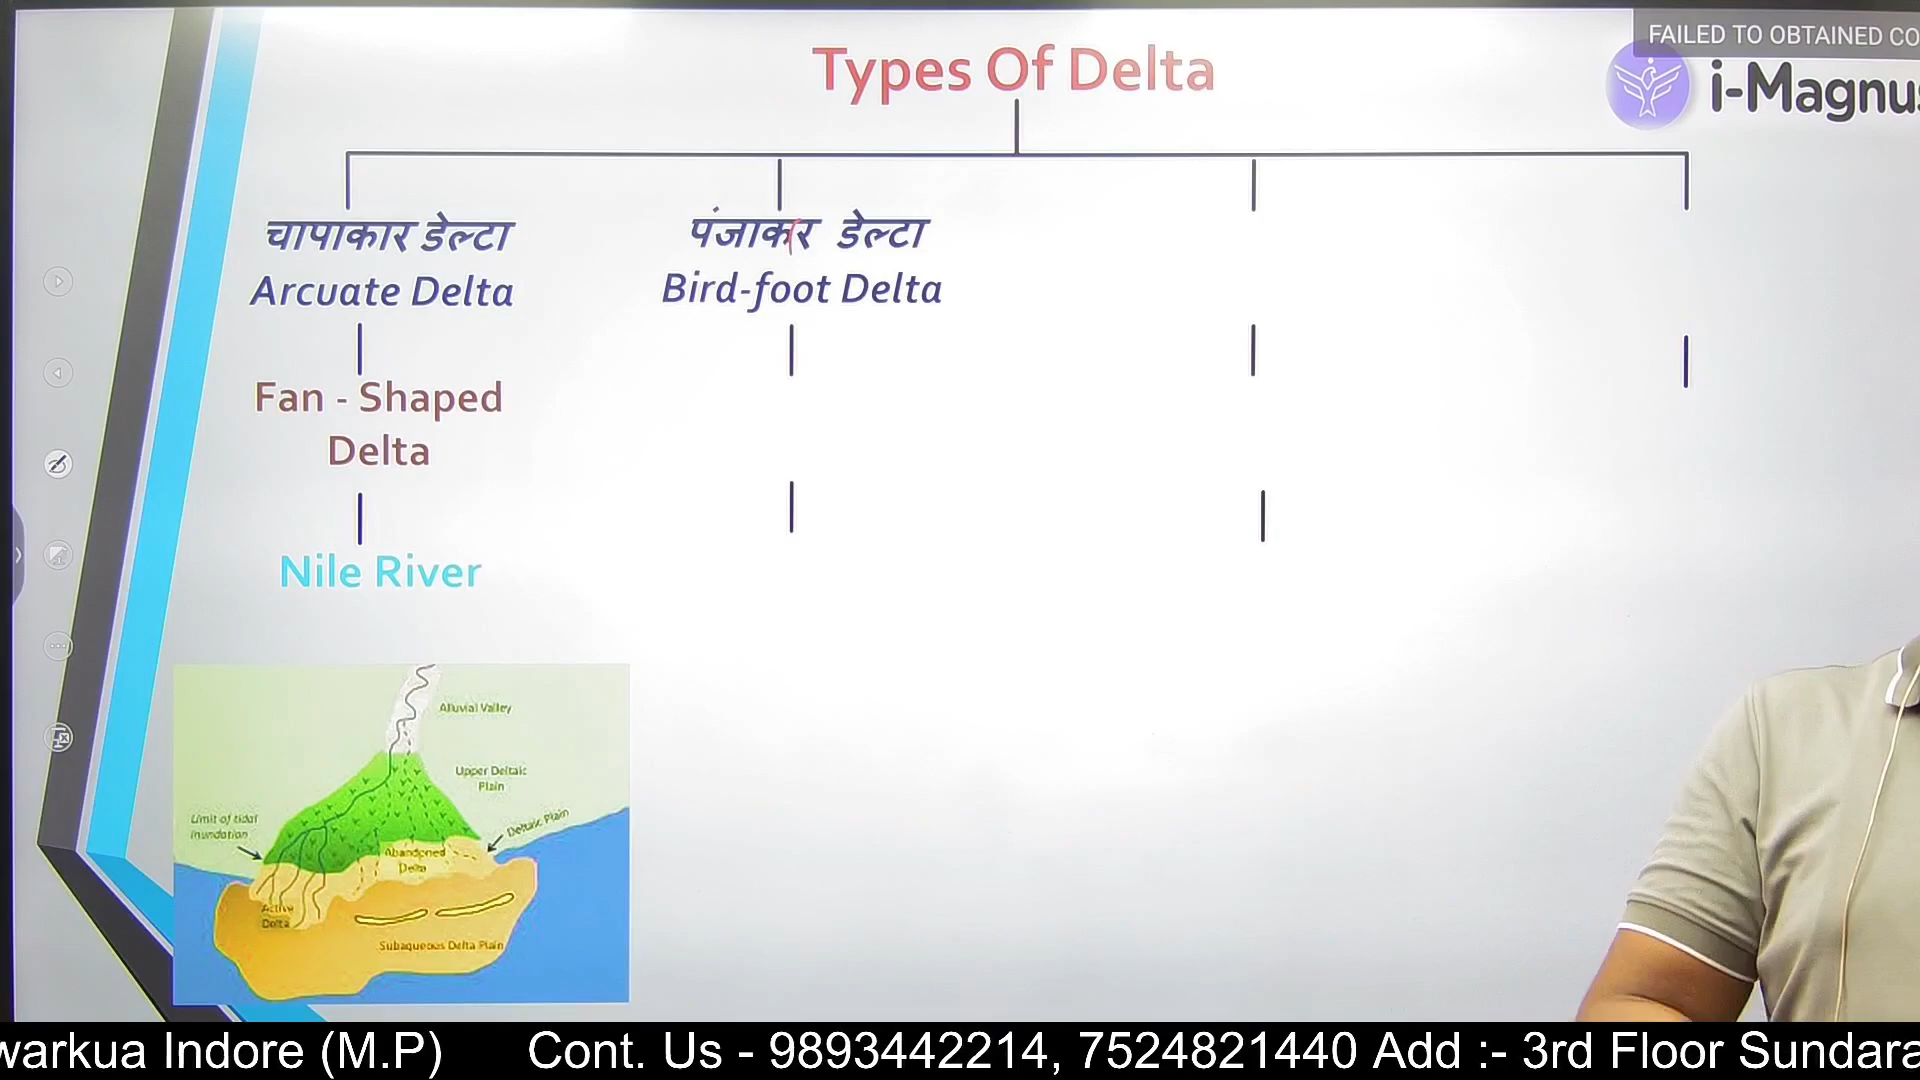 FAILED TO OBTAINED CO
Types Of Delta
i-Magnus
चापाकार डेल्टा
Arcuate Delta
पंजाकर डेल्टा
Bird-foot Delta
Fan - Shaped
Delta
Nile River
Alluvial Valley
Upper Deltaic
Plain
Limit of tidal
inundation
Deltaic Plain
Abandoned
Delta
Active
Delta
Subaqueous Delta Plain
warkua Indore (M.P) Cont. Us - 9893442214, 7524821440 Add :- 3rd Floor Sundara